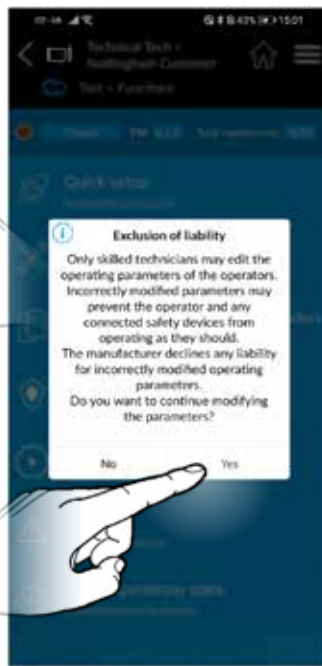 15:01
Technical Tech >
Nottingham Customer
Test > Functions
Quick setup
Exclusion of liability
Only skilled technicians may edit the
operating parameters of the operators.
Incorrectly modified parameters may
prevent the operator and any
connected safety devices from
operating as they should.
The manufacturer declines any liability
for incorrectly modified operating
parameters.
Do you want to continue modifying
the parameters?
No
Yes